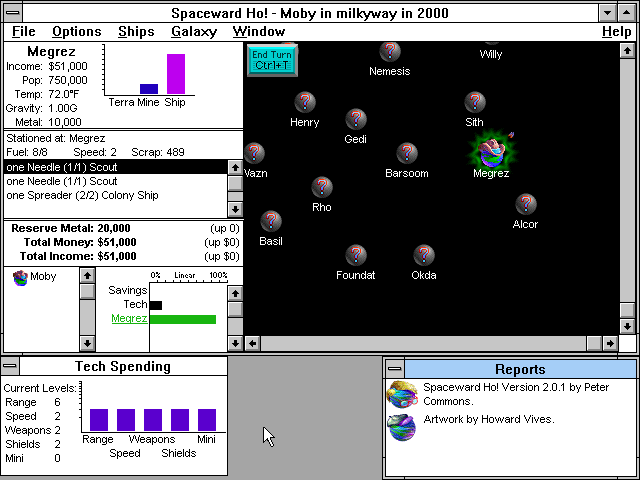 Spaceward Ho! - Moby in milkyway in 2000
File Options Ships Galaxy Window Help
Megrez
Income: $51,000
Pop: 750,000
Temp: 72.0°F
Gravity: 1.00G
Metal: 10,000
Terra Mine Ship
Stationed at: Megrez
Fuel: 8/8 Speed: 2 Scrap: 489
one Needle (1/1) Scout
one Needle (1/1) Scout
one Spreader (2/2) Colony Ship
Reserve Metal: 20,000 (up 0)
Total Money: $51,000 (up $0)
Total Income: $51,000 (up $0)
Moby
0% Linear 100%
Savings
Tech
Megrez
End Turn
Ctrl+T
Willy
Nemesis
Henry
Sith
Gedi
Vazn
Barsoom
Megrez
Rho
Alcor
Basil
Foundat
Okda
Tech Spending
Current Levels:
Range 6
Speed 2
Weapons 2
Shields 2
Mini 0
Range Weapons Mini
Speed Shields
Reports
Spaceward Ho! Version 2.0.1 by Peter
Commons.
Artwork by Howard Vives.